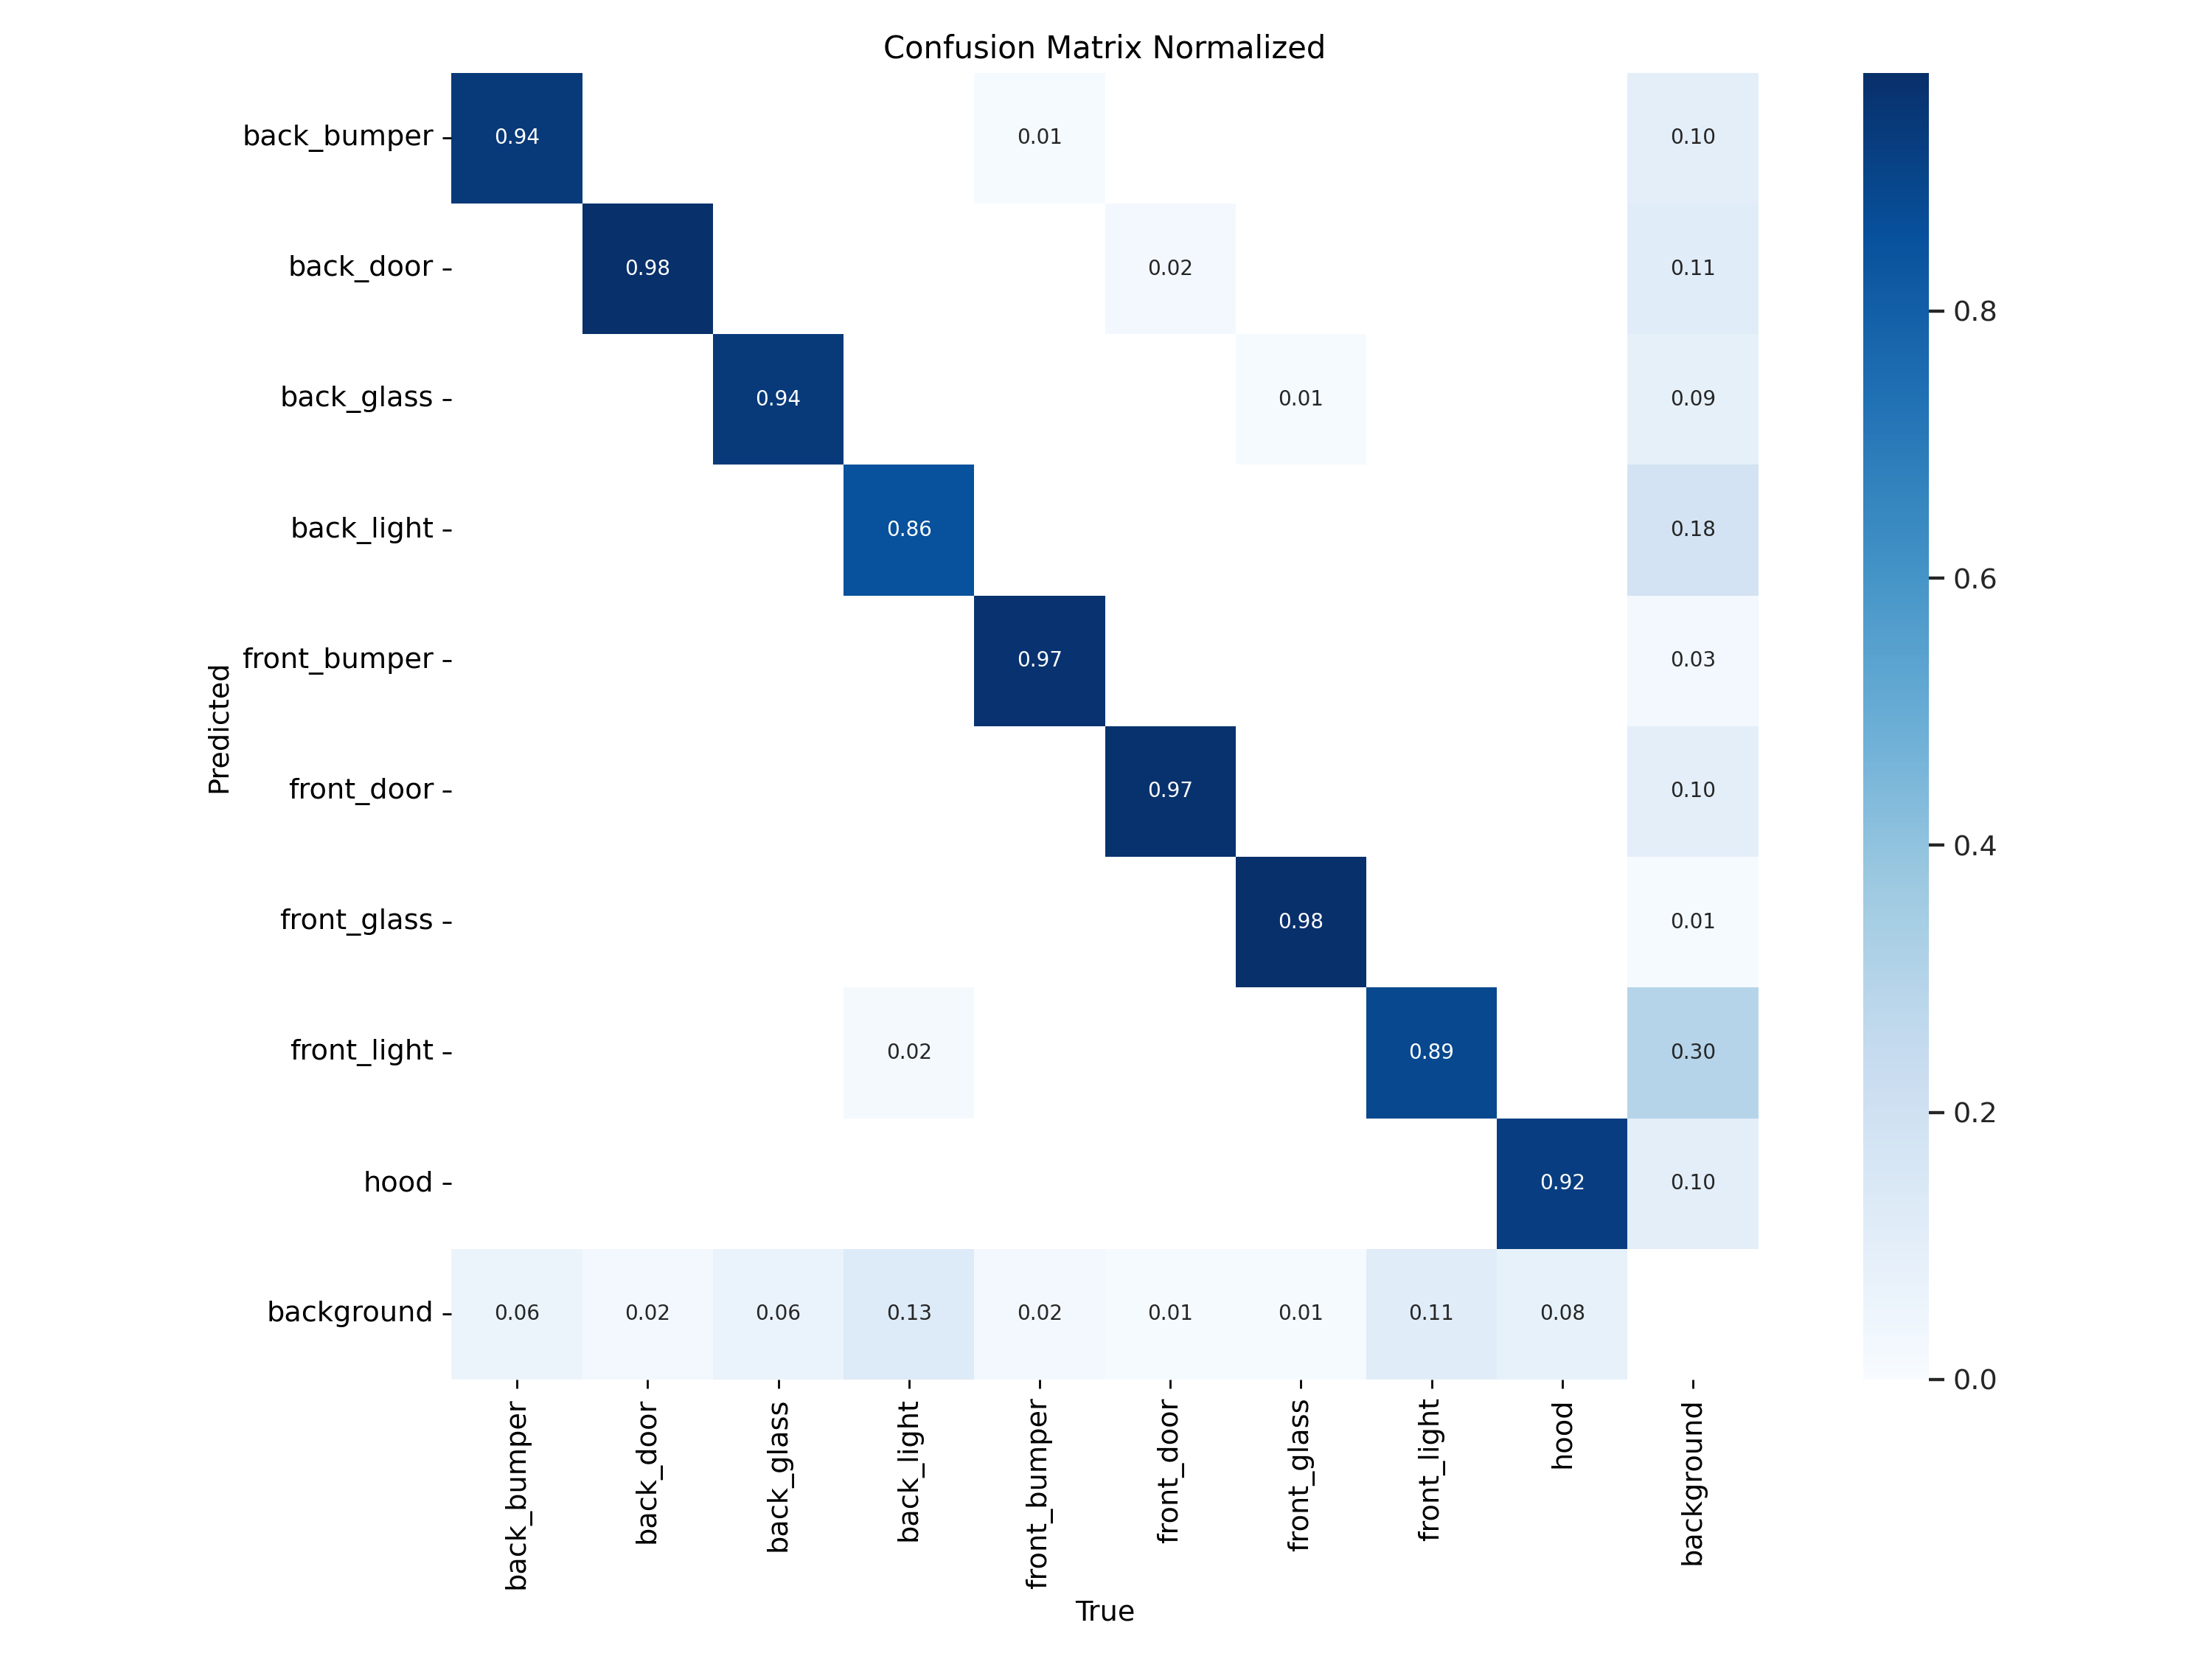 Confusion Matrix Normalized
back_bumper 0.94 0.01 0.10
back_door 0.98 0.02 0.11
back_glass 0.94 0.01 0.09
back_light 0.86 0.18
front_bumper 0.97 0.03
front_door 0.97 0.10
front_glass 0.98 0.01
front_light 0.02 0.89 0.30
hood 0.92 0.10
background 0.06 0.02 0.06 0.13 0.02 0.01 0.01 0.11 0.08
Predicted
back_bumper
back_door
back_glass
back_light
front_bumper
front_door
front_glass
front_light
hood
background
True
0.8
0.6
0.4
0.2
0.0